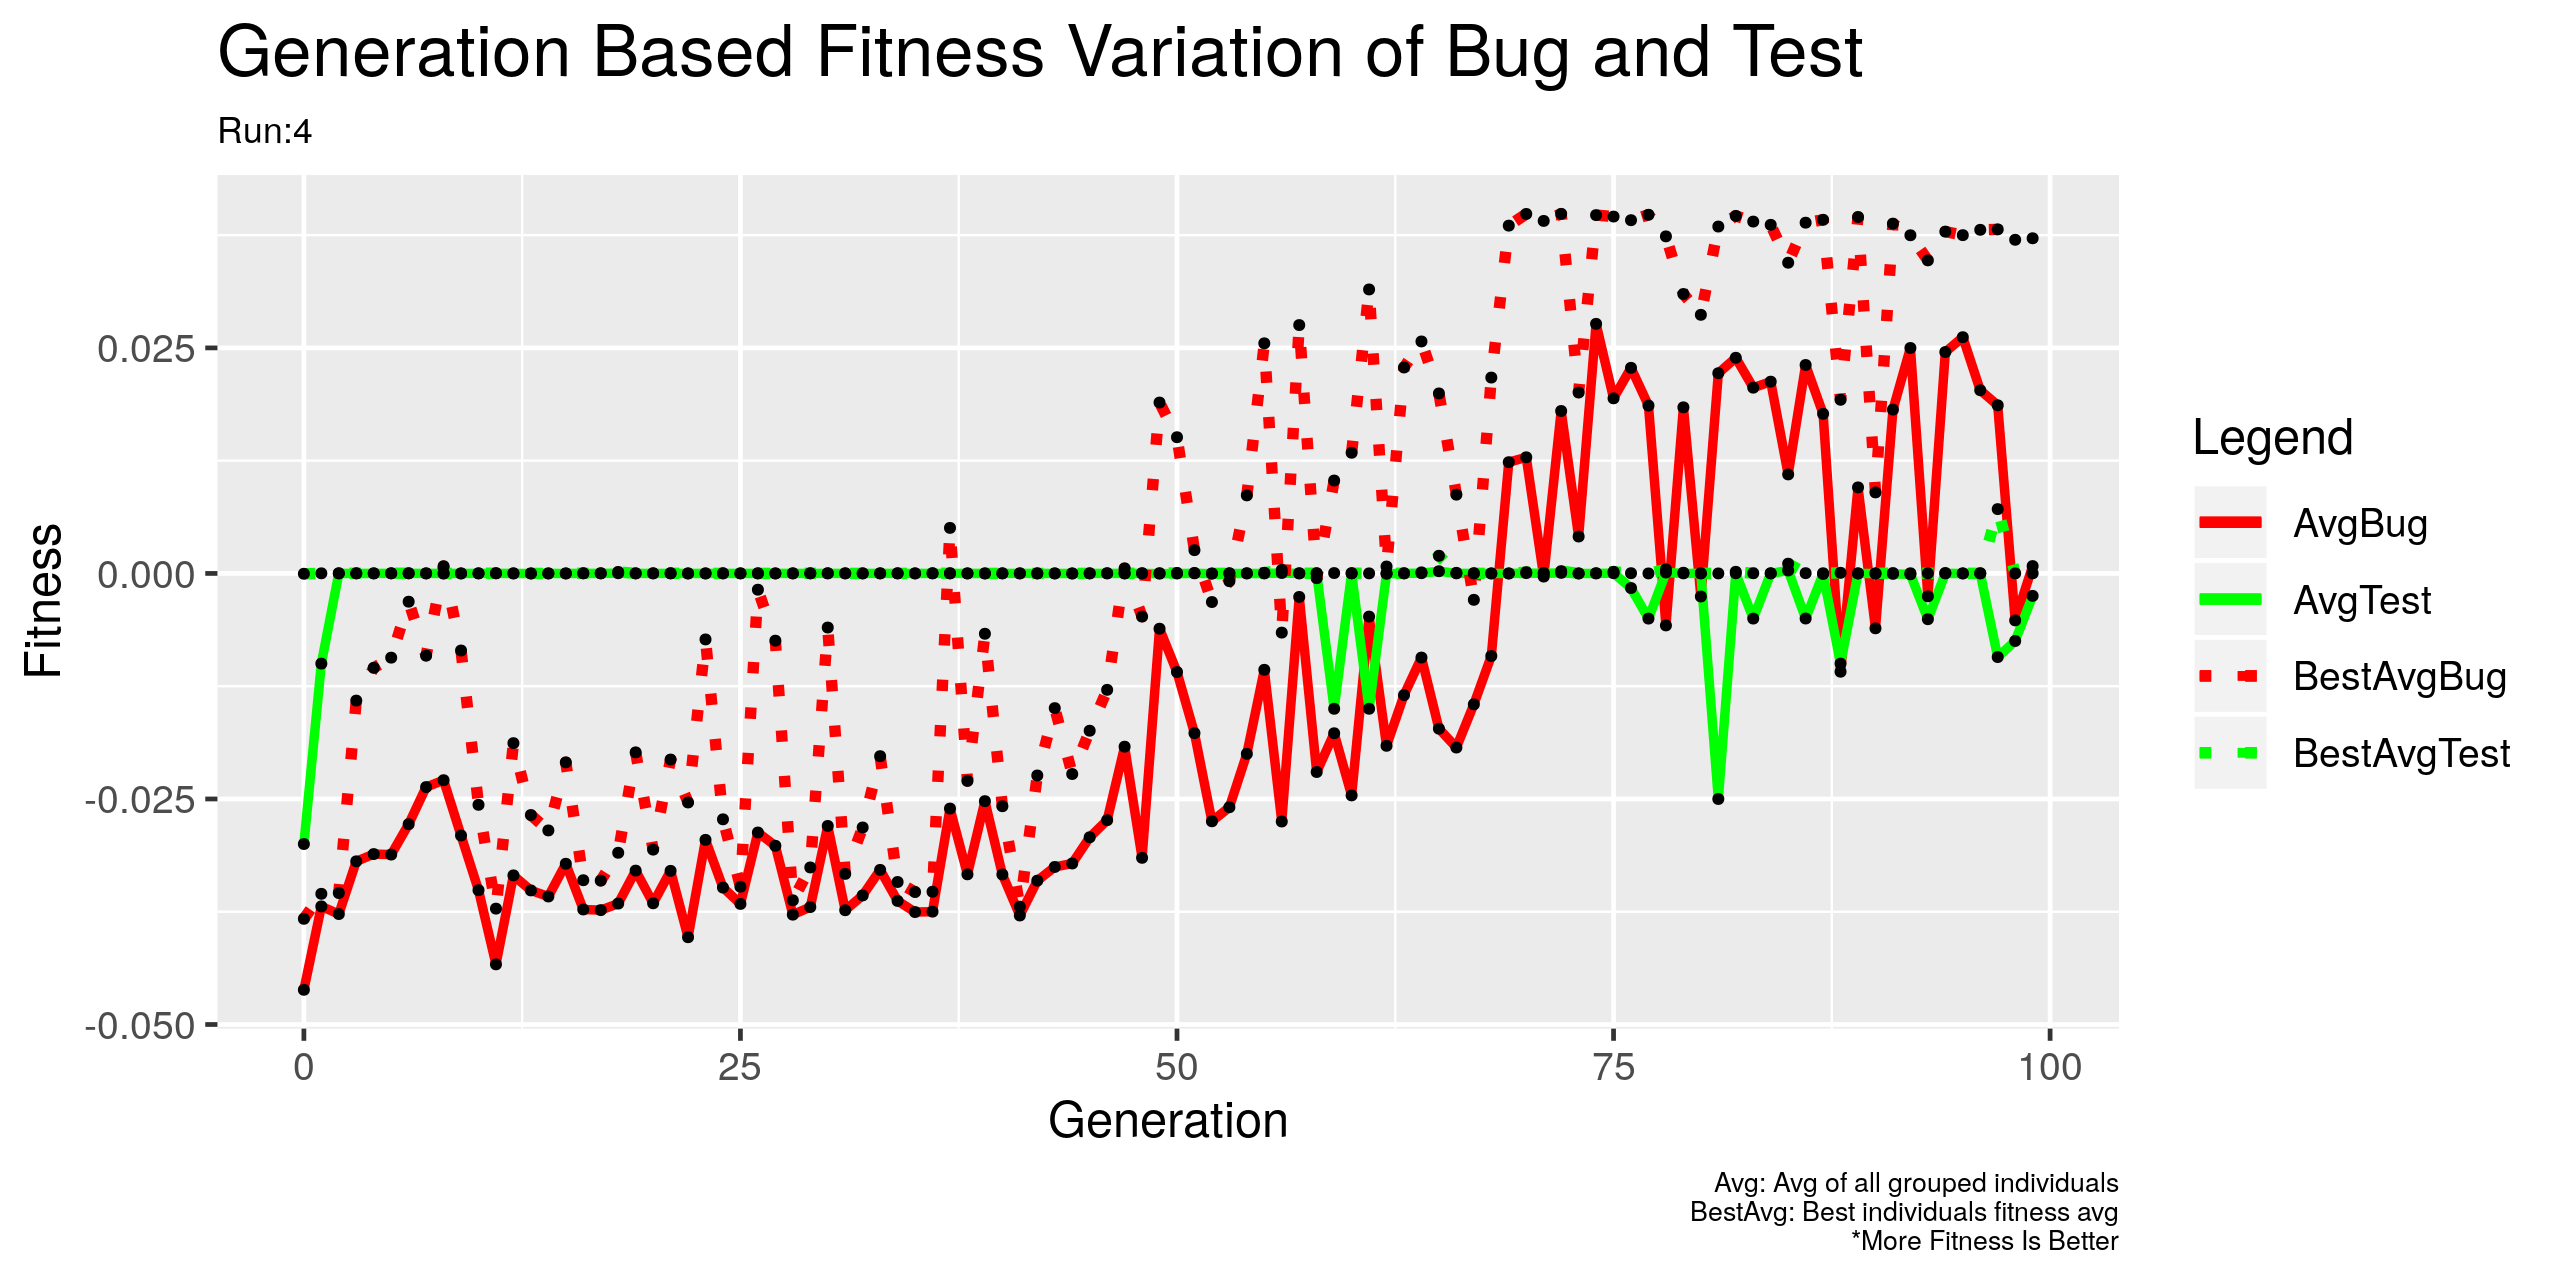 Generation Based Fitness Variation of Bug and Test
Run:4
Fitness
0.025
0.000
-0.025
-0.050
0 25 50 75 100
Generation
Legend
AvgBug
AvgTest
BestAvgBug
BestAvgTest
Avg: Avg of all grouped individuals
BestAvg: Best individuals fitness avg
*More Fitness Is Better